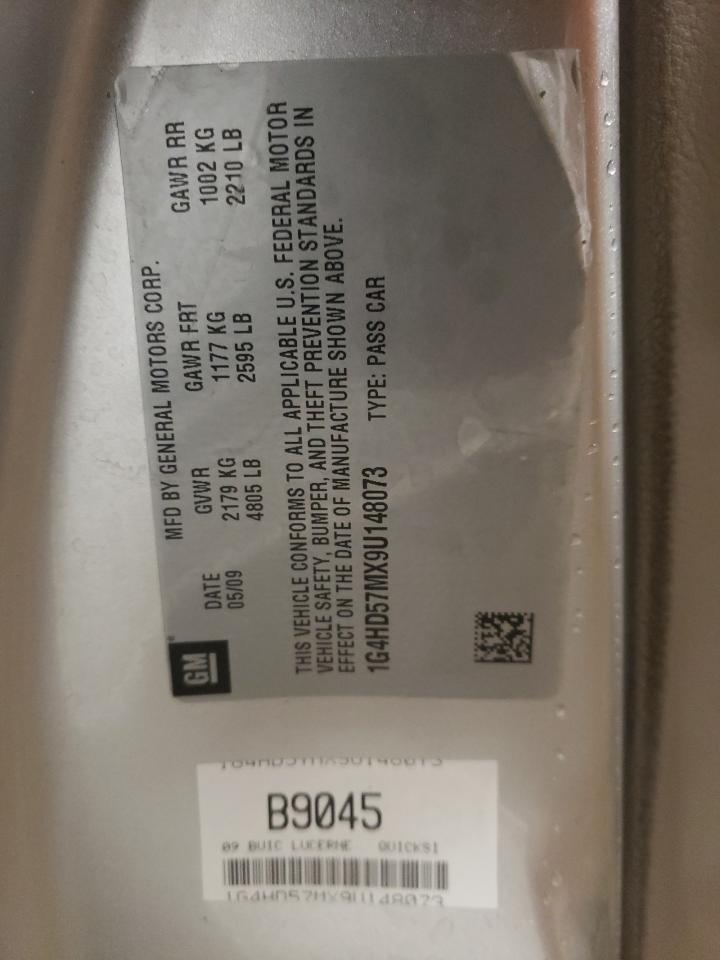 GM
MFD BY GENERAL MOTORS CORP.
DATE GVWR GAWR FRT GAWR RR
05/09 2179 KG 1177 KG 1002 KG
4805 LB 2595 LB 2210 LB
THIS VEHICLE CONFORMS TO ALL APPLICABLE U.S. FEDERAL MOTOR
VEHICLE SAFETY, BUMPER, AND THEFT PREVENTION STANDARDS IN
EFFECT ON THE DATE OF MANUFACTURE SHOWN ABOVE.
1G4HD57MX9U148073 TYPE: PASS CAR
1G4HD57MX9U148073
B9045
09 BUIC LUCERNE QUICKSI
1G4HD57MX9U148073